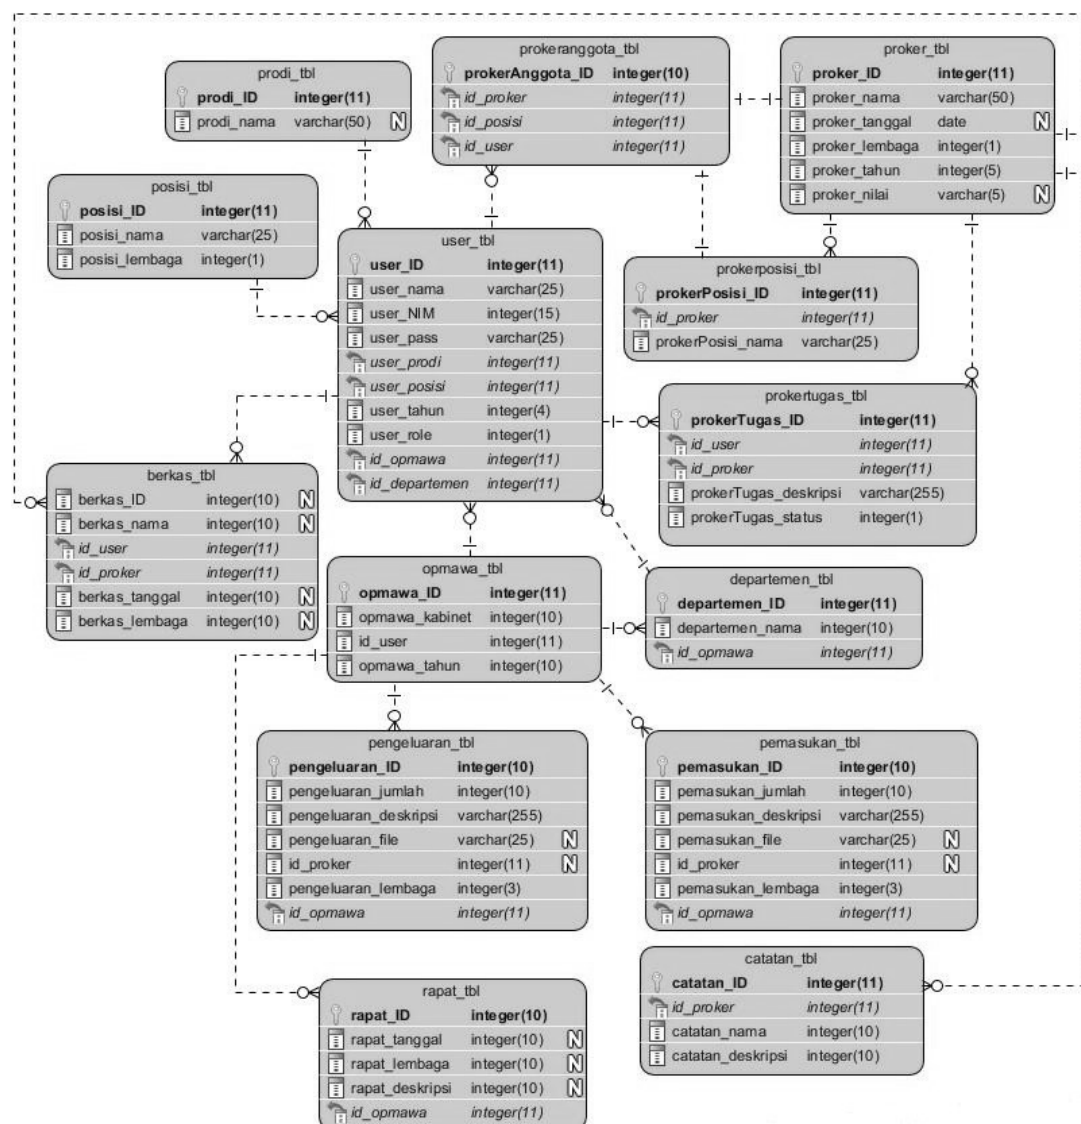 prodi_tbl
prodi_ID integer(11)
prodi_nama varchar(50) N
prokeranggota_tbl
prokerAnggota_ID integer(10)
id_proker integer(11)
id_posisi integer(11)
id_user integer(11)
proker_tbl
proker_ID integer(11)
proker_nama varchar(50)
proker_tanggal date N
proker_lembaga integer(1)
proker_tahun integer(5)
proker_nilai varchar(5) N
posisi_tbl
posisi_ID integer(11)
posisi_nama varchar(25)
posisi_lembaga integer(1)
user_tbl
user_ID integer(11)
user_nama varchar(25)
user_NIM integer(15)
user_pass varchar(25)
user_prodi integer(11)
user_posisi integer(11)
user_tahun integer(4)
user_role integer(1)
id_opmawa integer(11)
id_departemen integer(11)
prokerposisi_tbl
prokerPosisi_ID integer(11)
id_proker integer(11)
prokerPosisi_nama varchar(25)
prokertugas_tbl
prokerTugas_ID integer(11)
id_user integer(11)
id_proker integer(11)
prokerTugas_deskripsi varchar(255)
prokerTugas_status integer(1)
berkas_tbl
berkas_ID integer(10) N
berkas_nama integer(10) N
id_user integer(11)
id_proker integer(11)
berkas_tanggal integer(10) N
berkas_lembaga integer(10) N
opmawa_tbl
opmawa_ID integer(11)
opmawa_kabinet integer(10)
id_user integer(11)
opmawa_tahun integer(10)
departemen_tbl
departemen_ID integer(11)
departemen_nama integer(10)
id_opmawa integer(11)
pengeluaran_tbl
pengeluaran_ID integer(10)
pengeluaran_jumlah integer(10)
pengeluaran_deskripsi varchar(255)
pengeluaran_file varchar(25) N
id_proker integer(11) N
pengeluaran_lembaga integer(3)
id_opmawa integer(11)
pemasukan_tbl
pemasukan_ID integer(10)
pemasukan_jumlah integer(10)
pemasukan_deskripsi varchar(255)
pemasukan_file varchar(25) N
id_proker integer(11) N
pemasukan_lembaga integer(3)
id_opmawa integer(11)
rapat_tbl
rapat_ID integer(10)
rapat_tanggal integer(10) N
rapat_lembaga integer(10) N
rapat_deskripsi integer(10) N
id_opmawa integer(11)
catatan_tbl
catatan_ID integer(11)
id_proker integer(11)
catatan_nama integer(10)
catatan_deskripsi integer(10)